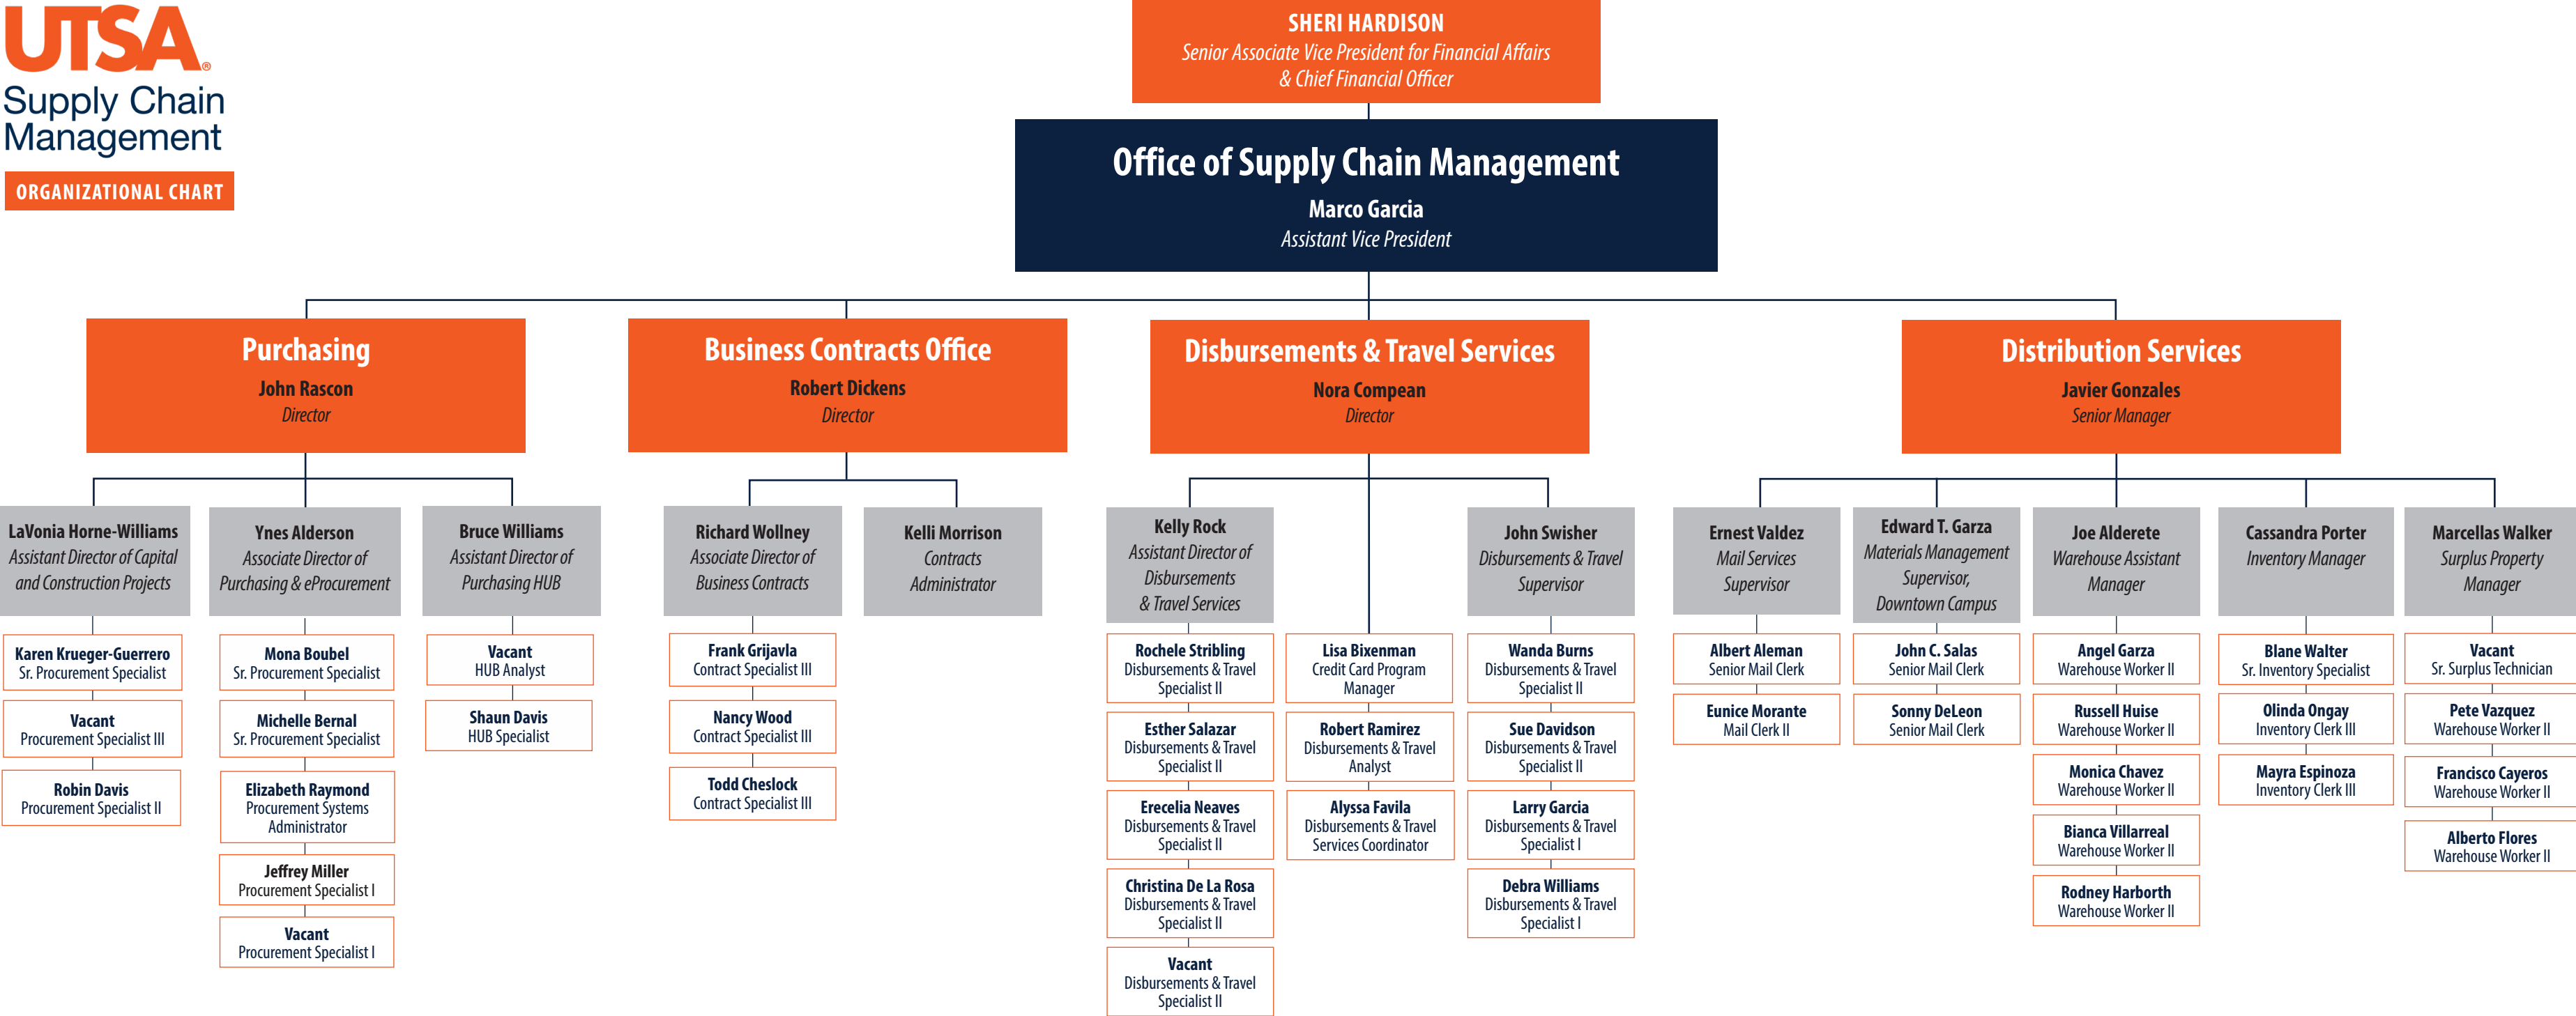 UTSA®
Supply Chain
Management
ORGANIZATIONAL CHART
SHERI HARDISON
Senior Associate Vice President for Financial Affairs
& Chief Financial Officer
Office of Supply Chain Management
Marco Garcia
Assistant Vice President
Purchasing
John Rascon
Director
Business Contracts Office
Robert Dickens
Director
Disbursements & Travel Services
Nora Compean
Director
Distribution Services
Javier Gonzales
Senior Manager
LaVonia Horne-Williams
Assistant Director of Capital
and Construction Projects
Karen Krueger-Guerrero
Sr. Procurement Specialist
Vacant
Procurement Specialist III
Robin Davis
Procurement Specialist II
Ynes Alderson
Associate Director of
Purchasing & eProcurement
Mona Boubel
Sr. Procurement Specialist
Michelle Bernal
Sr. Procurement Specialist
Elizabeth Raymond
Procurement Systems
Administrator
Jeffrey Miller
Procurement Specialist I
Vacant
Procurement Specialist I
Bruce Williams
Assistant Director of
Purchasing HUB
Vacant
HUB Analyst
Shaun Davis
HUB Specialist
Richard Wollney
Associate Director of
Business Contracts
Frank Grijavla
Contract Specialist III
Nancy Wood
Contract Specialist III
Todd Cheslock
Contract Specialist III
Kelli Morrison
Contracts
Administrator
Kelly Rock
Assistant Director of
Disbursements
& Travel Services
Rochele Stribling
Disbursements & Travel
Specialist II
Esther Salazar
Disbursements & Travel
Specialist II
Erecelia Neaves
Disbursements & Travel
Specialist II
Christina De La Rosa
Disbursements & Travel
Specialist II
Vacant
Disbursements & Travel
Specialist II
Lisa Bixenman
Credit Card Program
Manager
Robert Ramirez
Disbursements & Travel
Analyst
Alyssa Favila
Disbursements & Travel
Services Coordinator
John Swisher
Disbursements & Travel
Supervisor
Wanda Burns
Disbursements & Travel
Specialist II
Sue Davidson
Disbursements & Travel
Specialist II
Larry Garcia
Disbursements & Travel
Specialist I
Debra Williams
Disbursements & Travel
Specialist I
Ernest Valdez
Mail Services
Supervisor
Albert Aleman
Senior Mail Clerk
Eunice Morante
Mail Clerk II
Edward T. Garza
Materials Management
Supervisor,
Downtown Campus
John C. Salas
Senior Mail Clerk
Sonny DeLeon
Senior Mail Clerk
Joe Alderete
Warehouse Assistant
Manager
Angel Garza
Warehouse Worker II
Russell Huise
Warehouse Worker II
Monica Chavez
Warehouse Worker II
Bianca Villarreal
Warehouse Worker II
Rodney Harborth
Warehouse Worker II
Cassandra Porter
Inventory Manager
Blane Walter
Sr. Inventory Specialist
Olinda Ongay
Inventory Clerk III
Mayra Espinoza
Inventory Clerk III
Marcellas Walker
Surplus Property
Manager
Vacant
Sr. Surplus Technician
Pete Vazquez
Warehouse Worker II
Francisco Cayeros
Warehouse Worker II
Alberto Flores
Warehouse Worker II